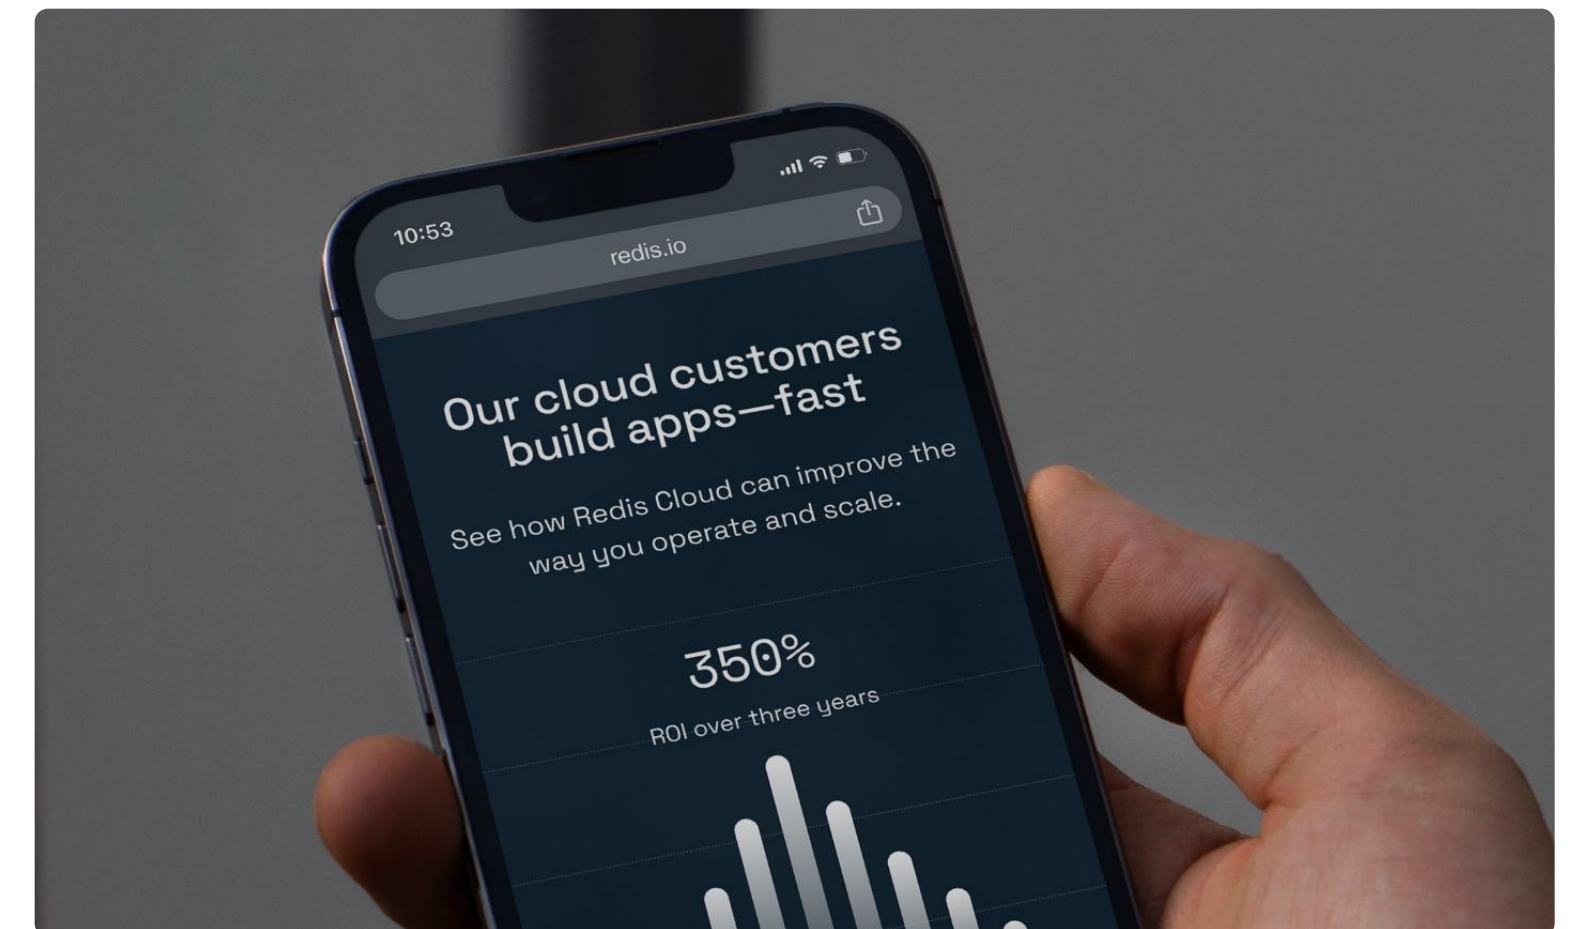 10:53
redis.io
Our cloud customers
build apps—fast
See how Redis Cloud can improve the
way you operate and scale.
350%
ROI over three years